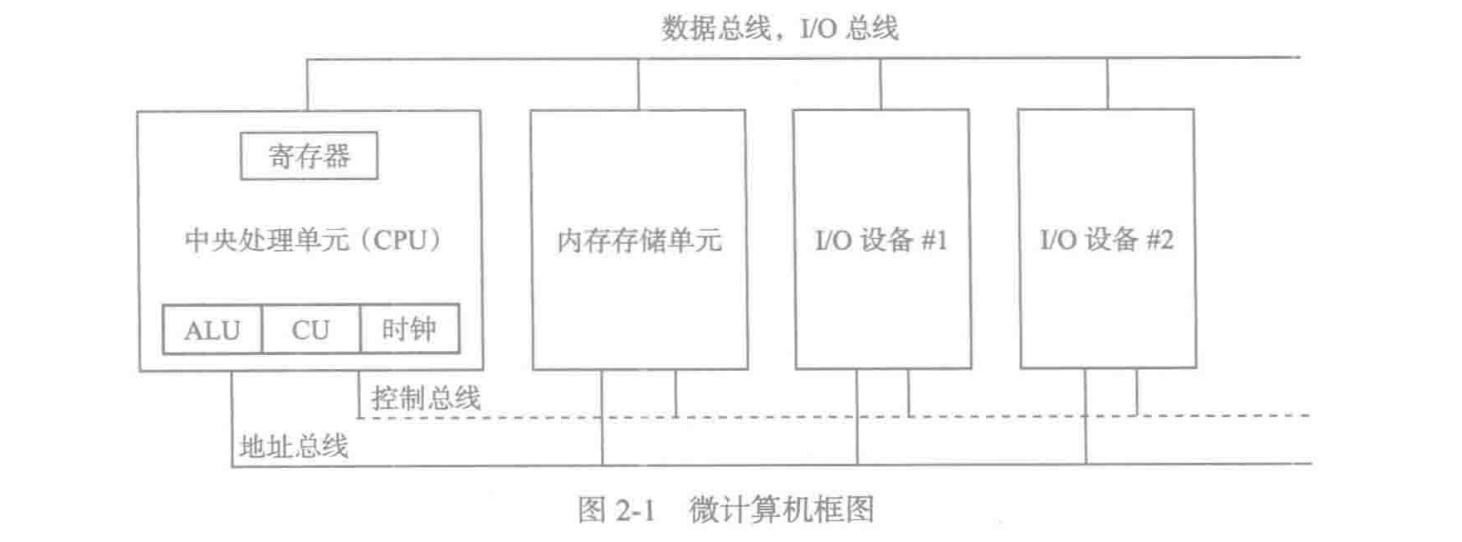 数据总线，I/O 总线
寄存器
中央处理单元（CPU）
内存存储单元
I/O 设备 #1
I/O 设备 #2
ALU
CU
时钟
控制总线
地址总线
图 2-1 微计算机框图